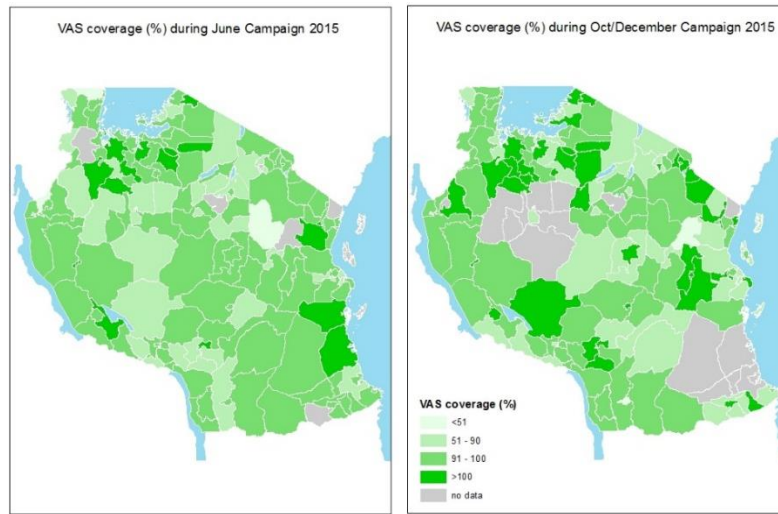 VAS coverage (%) during June Campaign 2015
VAS coverage (%) during Oct/December Campaign 2015
VAS coverage (%)
<51
51 - 90
91 - 100
>100
no data